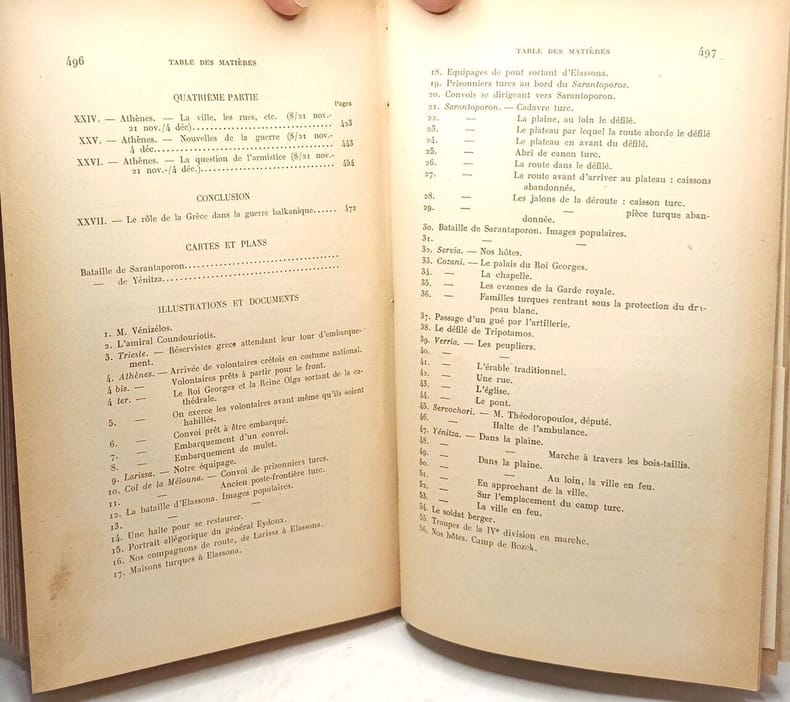 496
TABLE DES MATIÈRES
QUATRIÈME PARTIE
Pages
XXIV. — Athènes. — La ville, les rues, etc. (8/21 nov.-
21 nov./4 déc)........ 423
XXV. — Athènes. — Nouvelles de la guerre (8/21 nov.-
4 déc........ 443
XXVI. — Athènes. — La question de l'armistice (8/21 nov.-
21 nov.-/4 déc.)........ 454
CONCLUSION
XXVII. — Le rôle de la Grèce dans la guerre balkanique...... 472
CARTES ET PLANS
Bataille de Sarantaporon........
— de Yénitza........
ILLUSTRATIONS ET DOCUMENTS
1. M. Vénizélos.
2. L'amiral Coundouriotis.
3. Trieste. — Réservistes grecs attendant leur tour d'embarque-
ment.
4. Athènes. — Arrivée de volontaires crétois en costume national.
4 bis. — Volontaires prêts à partir pour le front.
4 ter. — Le Roi Georges et la Reine Olga sortant de la ca-
thédrale.
5. — On exerce les volontaires avant même qu'ils soient
habillés.
6. — Convoi prêt à être embarqué.
7. — Embarquement d'un convoi.
8. — Embarquement de mulet.
9. Larissa. — Notre équipage.
10. Col de la Mélouna. — Convoi de prisonniers turcs.
11. — Ancien poste-frontière turc.
12. La bataille d'Elassona. Images populaires.
13. — —
14. Une halte pour se restaurer.
15. Portrait allégorique du général Eydoux.
16. Nos compagnons de route, de Larissa à Elassona.
17. Maisons turques à Elassona.
TABLE DES MATIÈRES
497
18. Equipages de pont sortant d'Elassona.
19. Prisonniers turcs au bord du Sarantoporos.
20. Convois se dirigeant vers Sarantoporon.
21. Sarantoporon. — Cadavre turc.
22. — La plaine, au loin le défilé.
23. — Le plateau par lequel la route aborde le défilé
24. — Le plateau en avant du défilé.
25. — Abri de canon turc.
26. — La route dans le défilé.
27. — La route avant d'arriver au plateau : caissons
abandonnés.
28. — Les jalons de la déroute : caisson turc.
29. — — pièce turque aban-
donnée.
30. Bataille de Sarantaporon. Images populaires.
31. — —
32. Servia. — Nos hôtes.
33. Cozani. — Le palais du Roi Georges.
34. — La chapelle.
35. — Les evzones de la Garde royale.
36. — Familles turques rentrant sous la protection du dra-
peau blanc.
37. Passage d'un gué par l'artillerie.
38. Le défilé de Tripotamos.
39. Verria. — Les peupliers.
40. — —
41. — L'érable traditionnel.
42. — Une rue.
43. — L'église.
44. — Le pont.
45. Servochori. — M. Théodoropoulos, député.
46. — Halte de l'ambulance.
47. Yénitza. — Dans la plaine.
48. — — Marche à travers les bois-taillis.
49. — Dans la plaine.
50. — — Au loin, la ville en feu.
51. — En approchant de la ville.
52. — Sur l'emplacement du camp turc.
53. — La ville en feu.
54. Le soldat berger.
55. Troupes de la IVe division en marche.
56. Nos hôtes. Camp de Bozek.